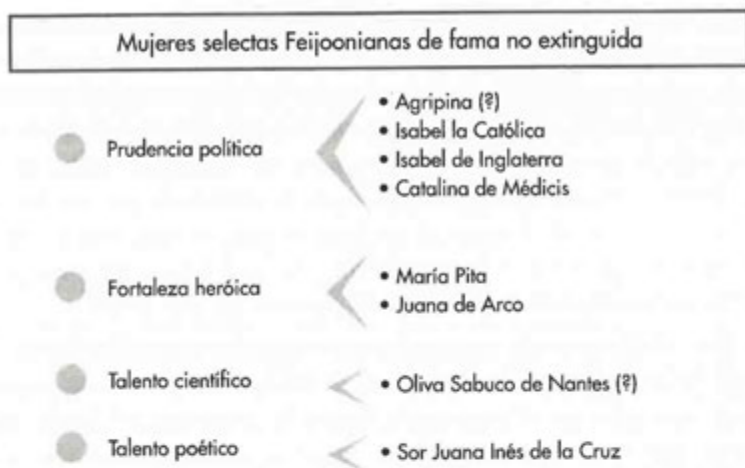 Mujeres selectas Feijoonianas de fama no extinguida
Prudencia política
• Agripina (?)
• Isabel la Católica
• Isabel de Inglaterra
• Catalina de Médicis
Fortaleza heróica
• María Pita
• Juana de Arco
Talento científico
• Oliva Sabuco de Nantes (?)
Talento poético
• Sor Juana Inés de la Cruz